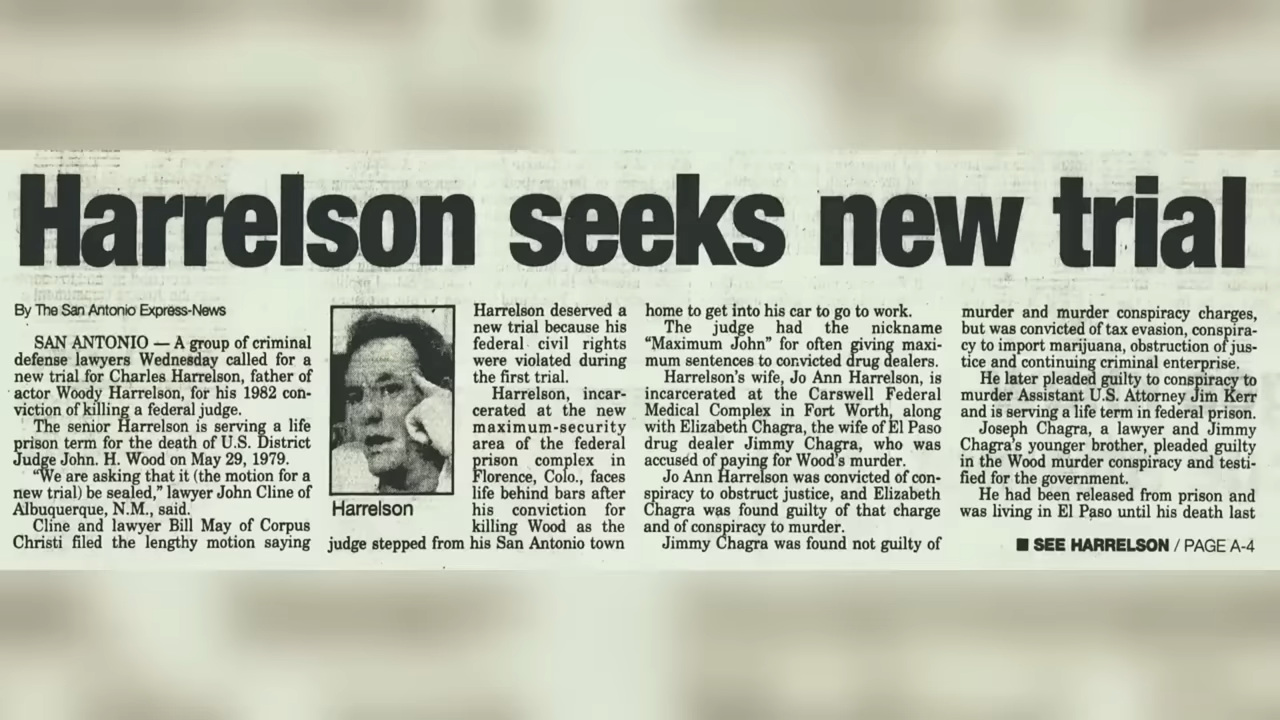 Harrelson seeks new trial
By The San Antonio Express-News
SAN ANTONIO — A group of criminal
defense lawyers Wednesday called for a
new trial for Charles Harrelson, father of
actor Woody Harrelson, for his 1982 con-
viction of killing a federal judge.
The senior Harrelson is serving a life
prison term for the death of U.S. District
Judge John. H. Wood on May 29, 1979.
“We are asking that it (the motion for a
new trial) be sealed,” lawyer John Cline of
Albuquerque, N.M., said.
Cline and lawyer Bill May of Corpus
Christi filed the lengthy motion saying
Harrelson
Harrelson deserved a
new trial because his
federal civil rights
were violated during
the first trial.
Harrelson, incar-
cerated at the new
maximum-security
area of the federal
prison complex in
Florence, Colo., faces
life behind bars after
his conviction for
killing Wood as the
judge stepped from his San Antonio town
home to get into his car to go to work.
The judge had the nickname
“Maximum John” for often giving maxi-
mum sentences to convicted drug dealers.
Harrelson's wife, Jo Ann Harrelson, is
incarcerated at the Carswell Federal
Medical Complex in Fort Worth, along
with Elizabeth Chagra, the wife of El Paso
drug dealer Jimmy Chagra, who was
accused of paying for Wood's murder.
Jo Ann Harrelson was convicted of con-
spiracy to obstruct justice, and Elizabeth
Chagra was found guilty of that charge
and of conspiracy to murder.
Jimmy Chagra was found not guilty of
murder and murder conspiracy charges,
but was convicted of tax evasion, conspira-
cy to import marijuana, obstruction of jus-
tice and continuing criminal enterprise.
He later pleaded guilty to conspiracy to
murder Assistant U.S. Attorney Jim Kerr
and is serving a life term in federal prison.
Joseph Chagra, a lawyer and Jimmy
Chagra's younger brother, pleaded guilty
in the Wood murder conspiracy and testi-
fied for the government.
He had been released from prison and
was living in El Paso until his death last
■ SEE HARRELSON / PAGE A-4